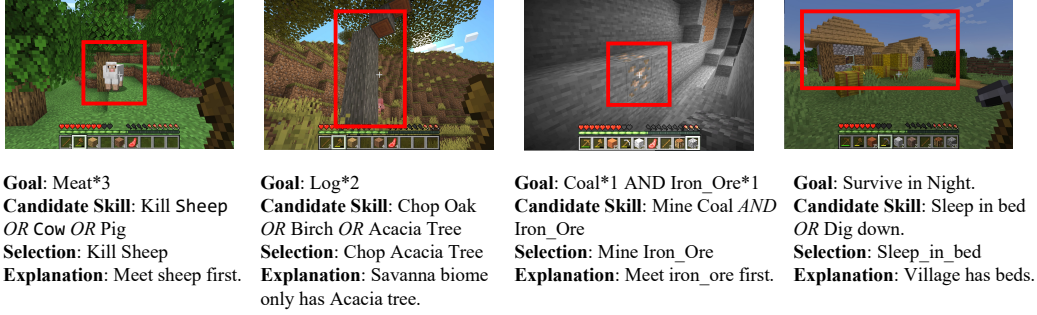 Goal: Meat*3
Candidate Skill: Kill Sheep
OR Cow OR Pig
Selection: Kill Sheep
Explanation: Meet sheep first.
Goal: Log*2
Candidate Skill: Chop Oak
OR Birch OR Acacia Tree
Selection: Chop Acacia Tree
Explanation: Savanna biome
only has Acacia tree.
Goal: Coal*1 AND Iron_Ore*1
Candidate Skill: Mine Coal AND
Iron_Ore
Selection: Mine Iron_Ore
Explanation: Meet iron_ore first.
Goal: Survive in Night.
Candidate Skill: Sleep in bed
OR Dig down.
Selection: Sleep_in_bed
Explanation: Village has beds.